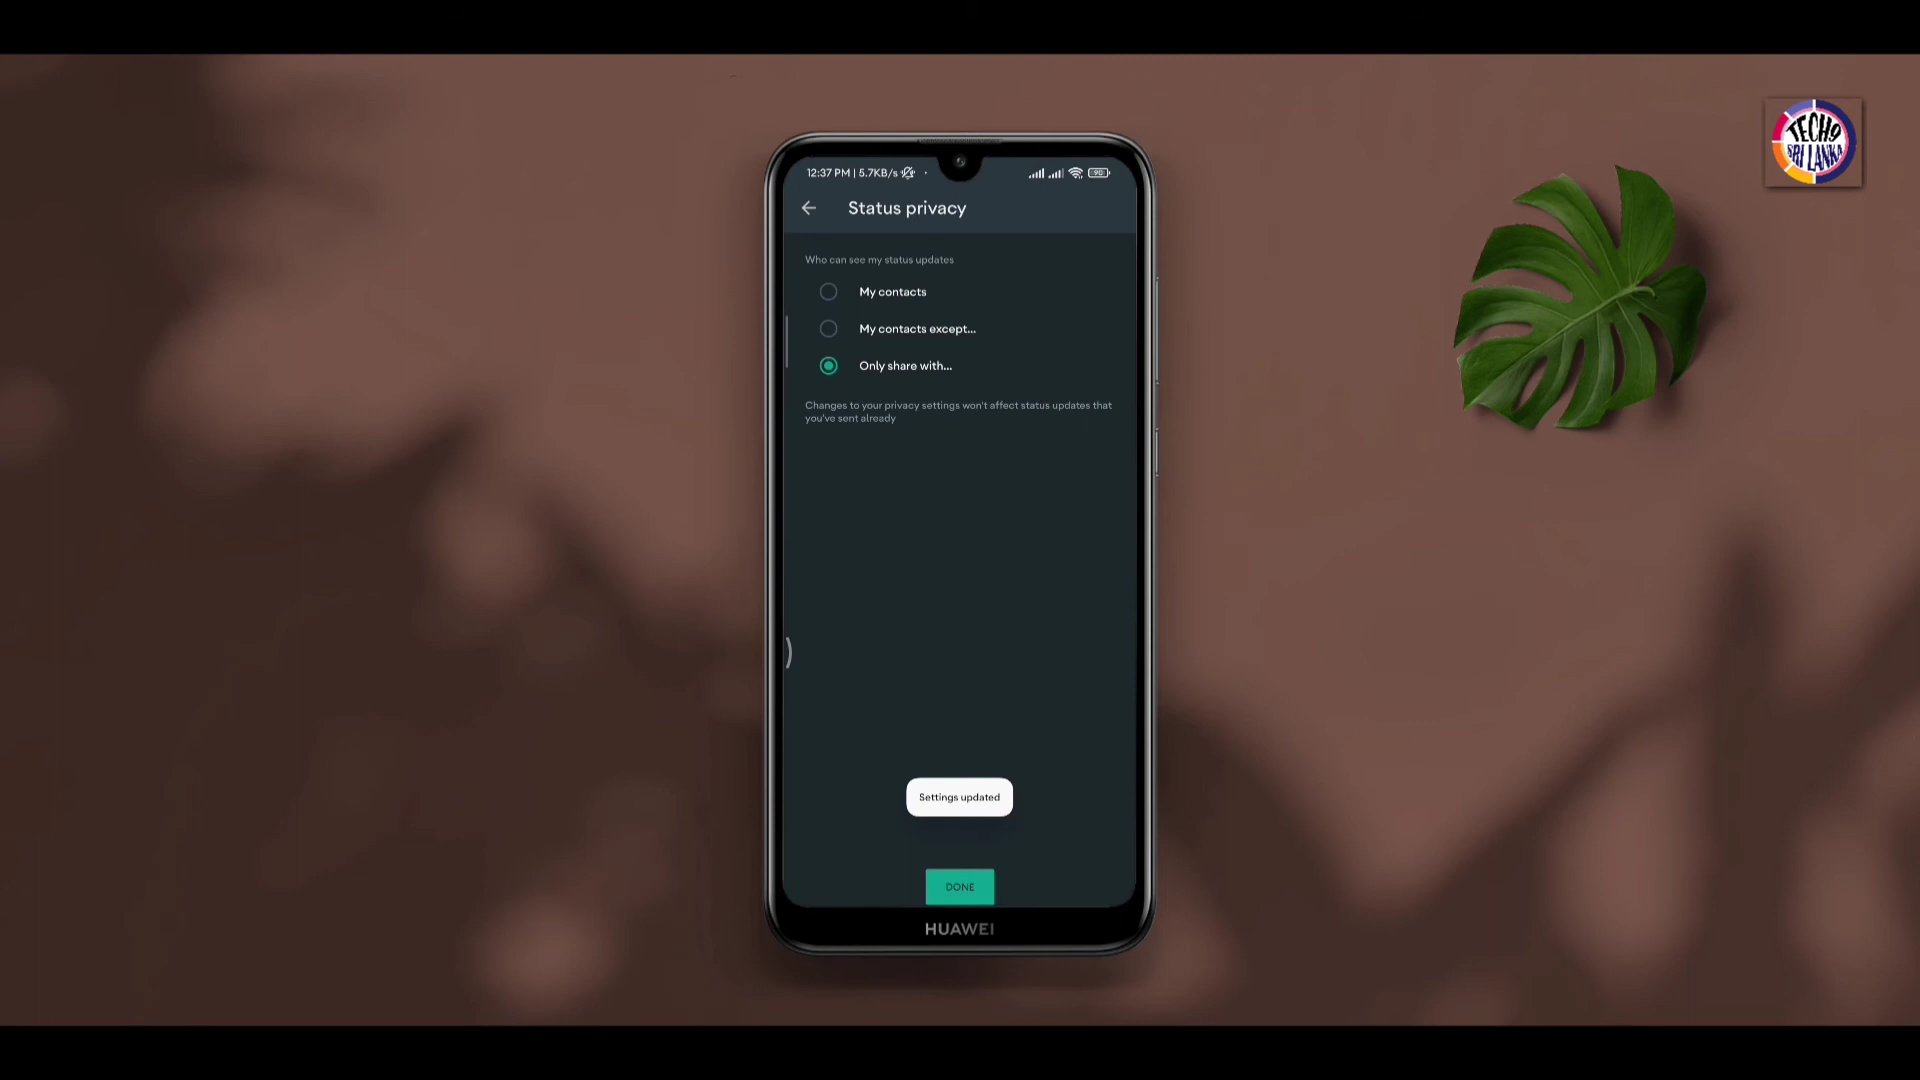 TECH9
SRI LANKA
12:37 PM | 5.7KB/s
90
Status privacy
Who can see my status updates
My contacts
My contacts except...
Only share with...
Changes to your privacy settings won't affect status updates that
you've sent already
Settings updated
DONE
HUAWEI